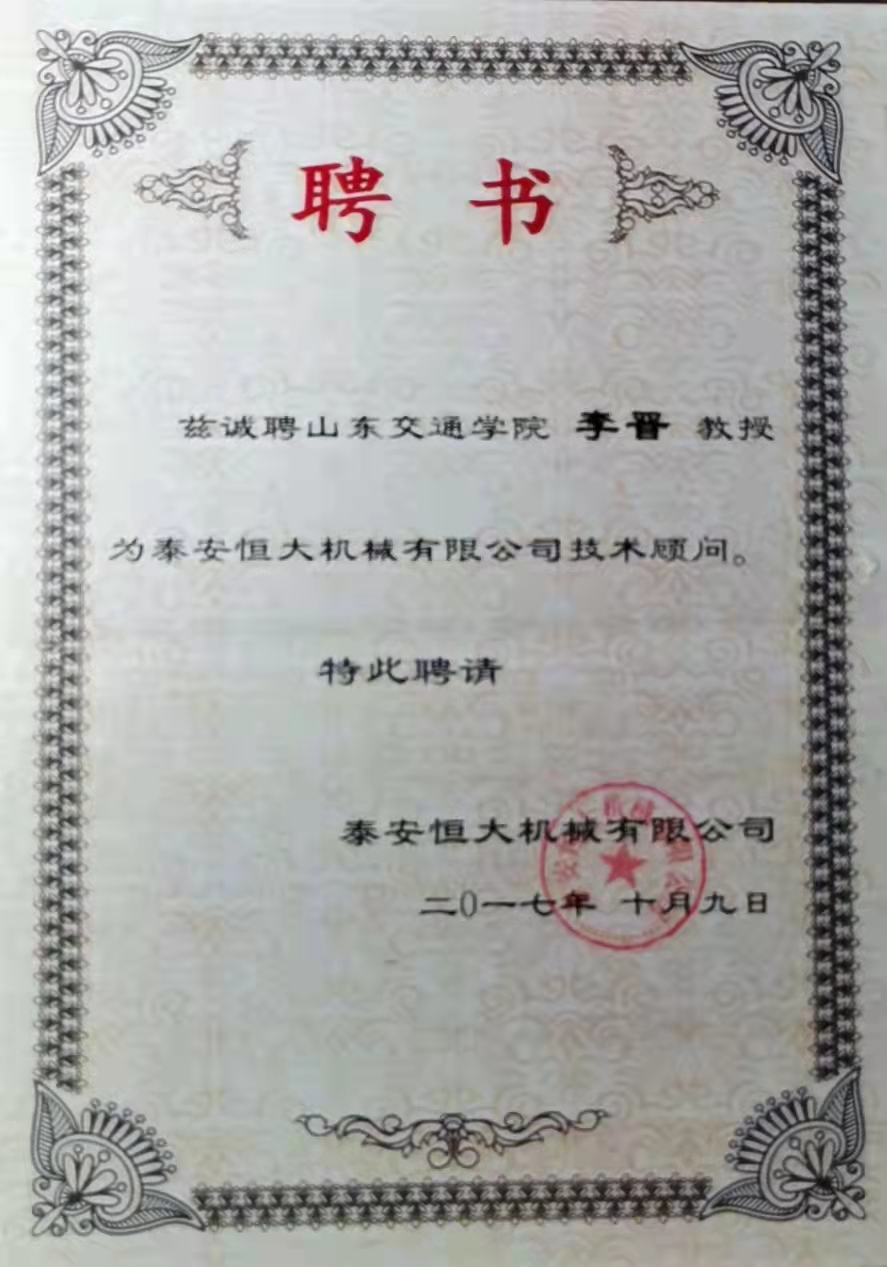 聘 书
兹诚聘山东交通学院 李晋 教授
为泰安恒大机械有限公司技术顾问。
特此聘请
泰安恒大机械有限公司
二0一七年 十月九日